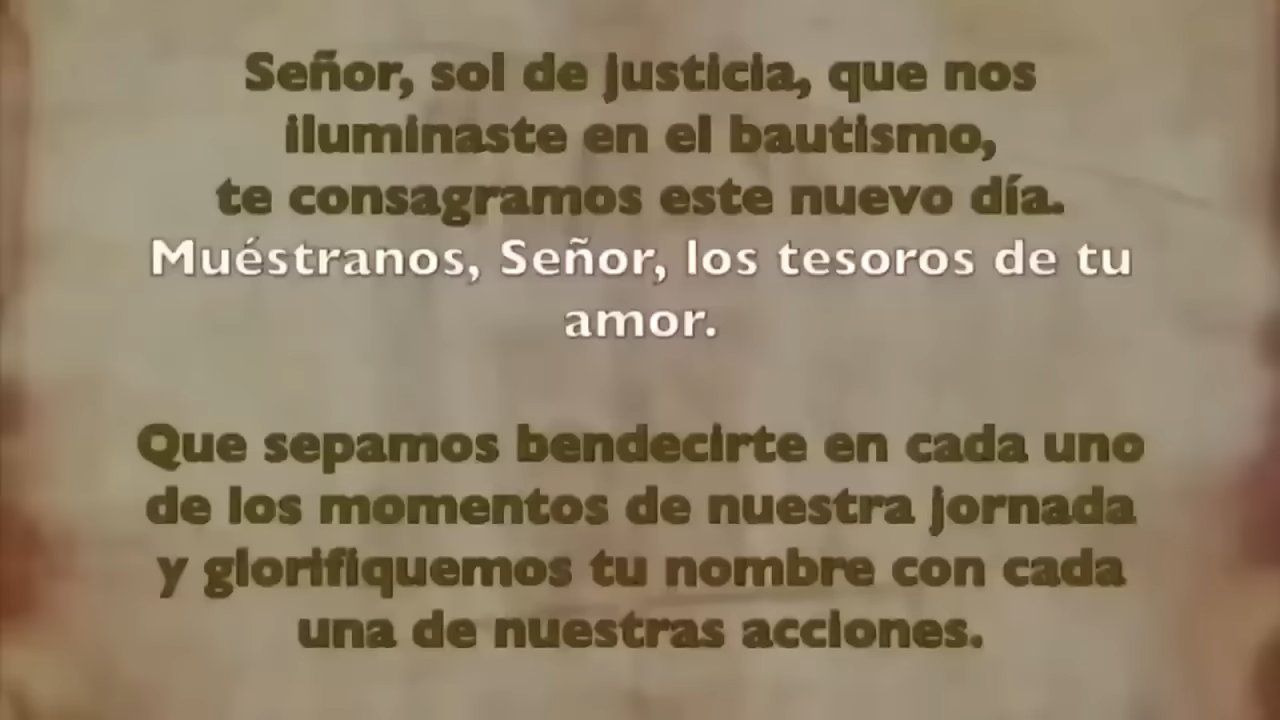 Señor, sol de justicia, que nos
iluminaste en el bautismo,
te consagramos este nuevo día.
Muéstranos, Señor, los tesoros de tu
amor.
Que sepamos bendecirte en cada uno
de los momentos de nuestra jornada
y glorifiquemos tu nombre con cada
una de nuestras acciones.